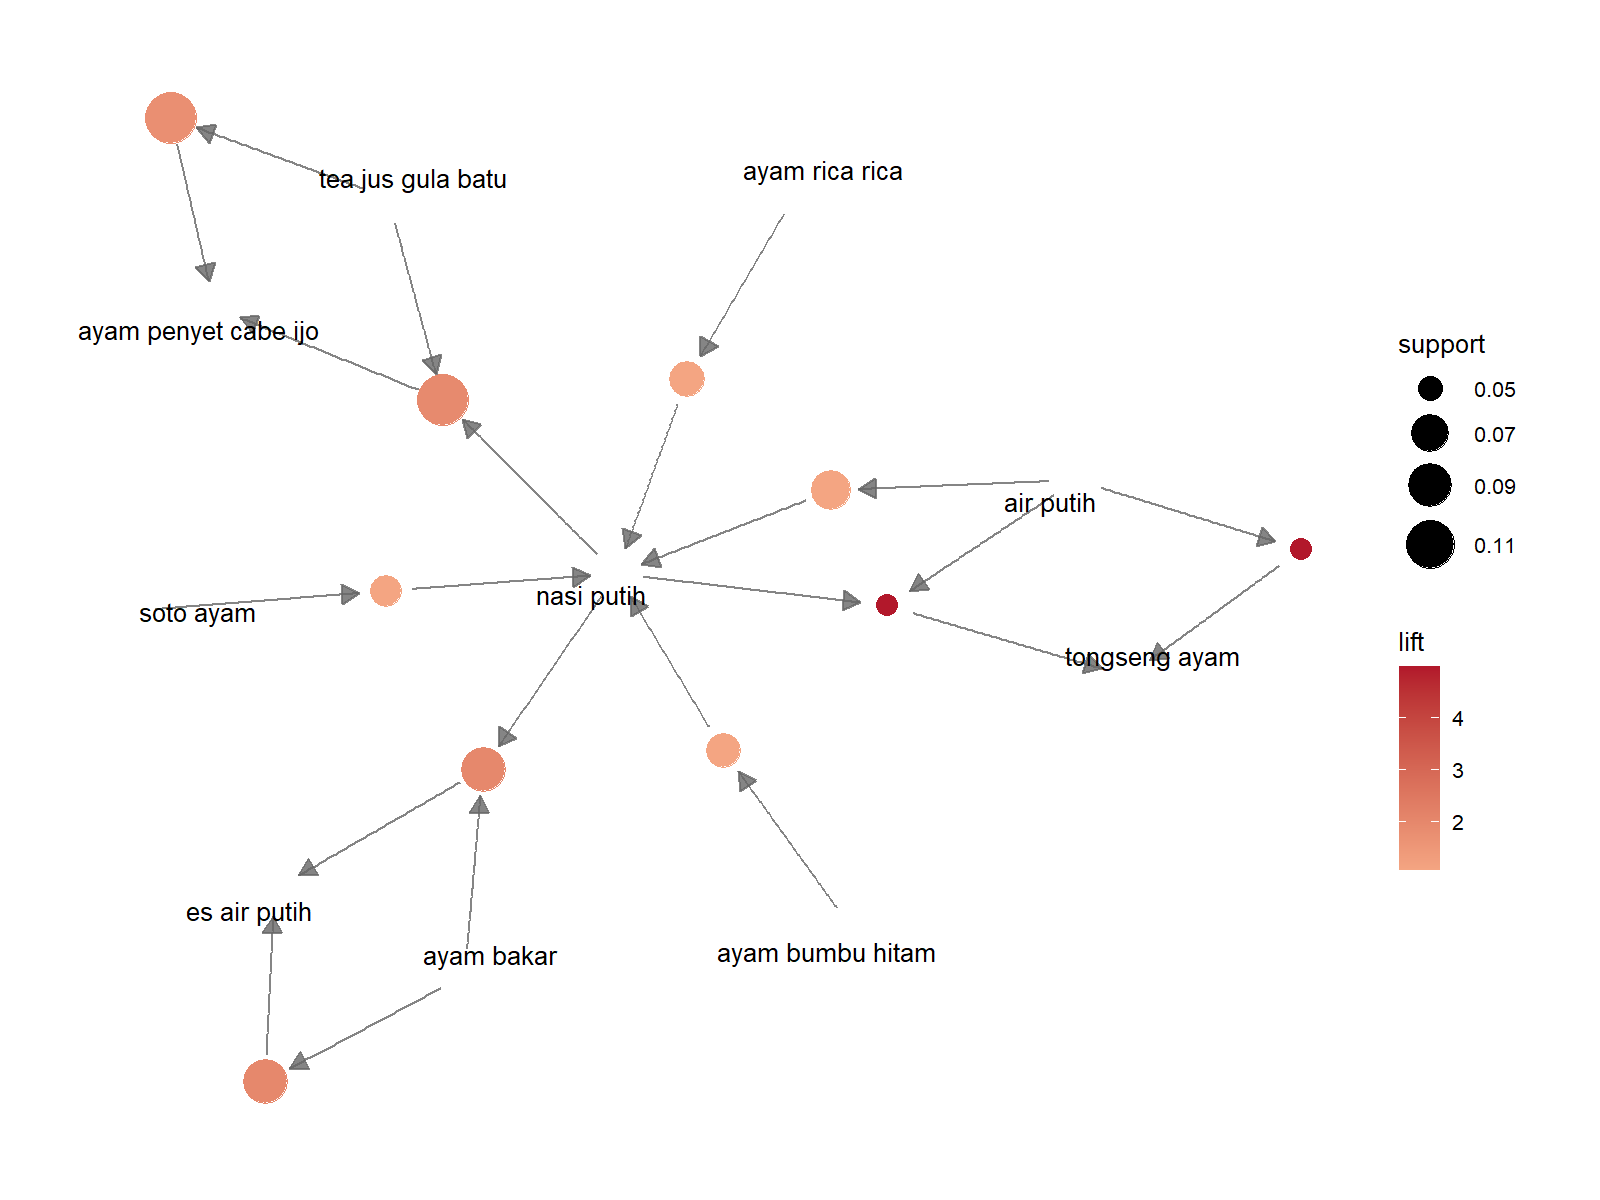 tea jus gula batu
ayam rica rica
ayam penyet cabe ijo
air putih
nasi putih
soto ayam
tongseng ayam
es air putih
ayam bakar
ayam bumbu hitam
support
0.05
0.07
0.09
0.11
lift
4
3
2